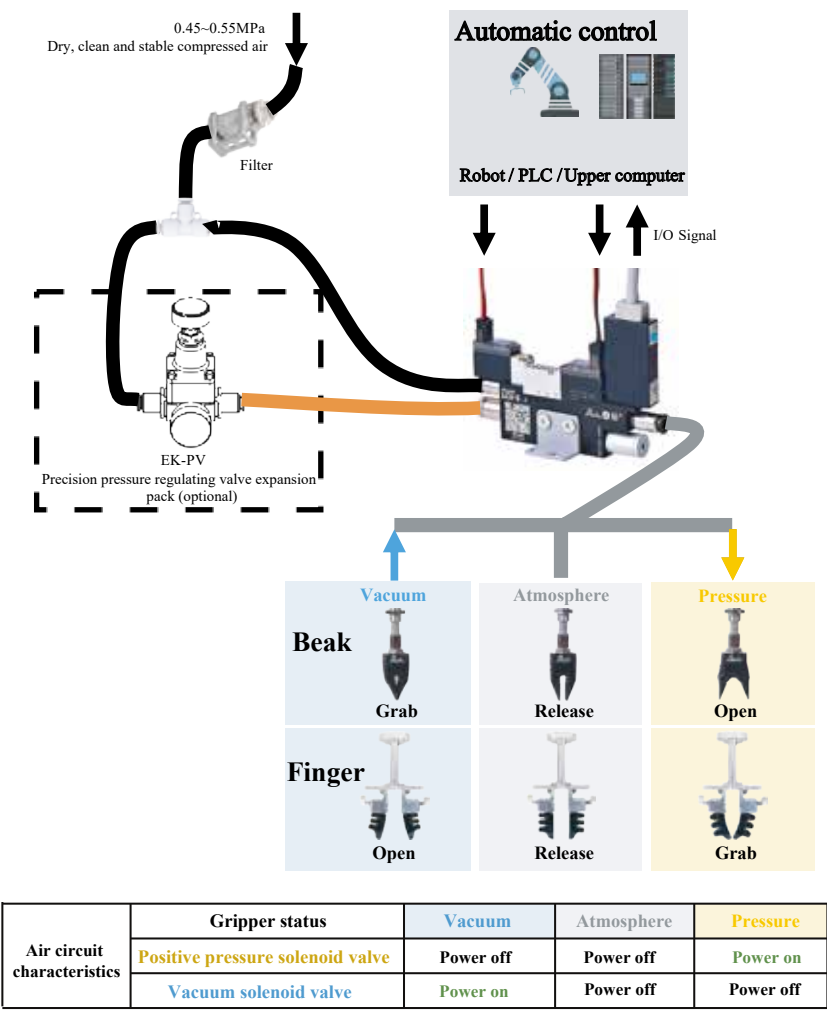 0.45~0.55MPa
Dry, clean and stable compressed air
Filter
Automatic control
Robot / PLC /Upper computer
I/O Signal
EK-PV
Precision pressure regulating valve expansion
pack (optional)
Vacuum
Atmosphere
Pressure
Beak
Grab
Release
Open
Finger
Open
Release
Grab
Air circuit
characteristics
Gripper status
Vacuum
Atmosphere
Pressure
Positive pressure solenoid valve
Power off
Power off
Power on
Vacuum solenoid valve
Power on
Power off
Power off